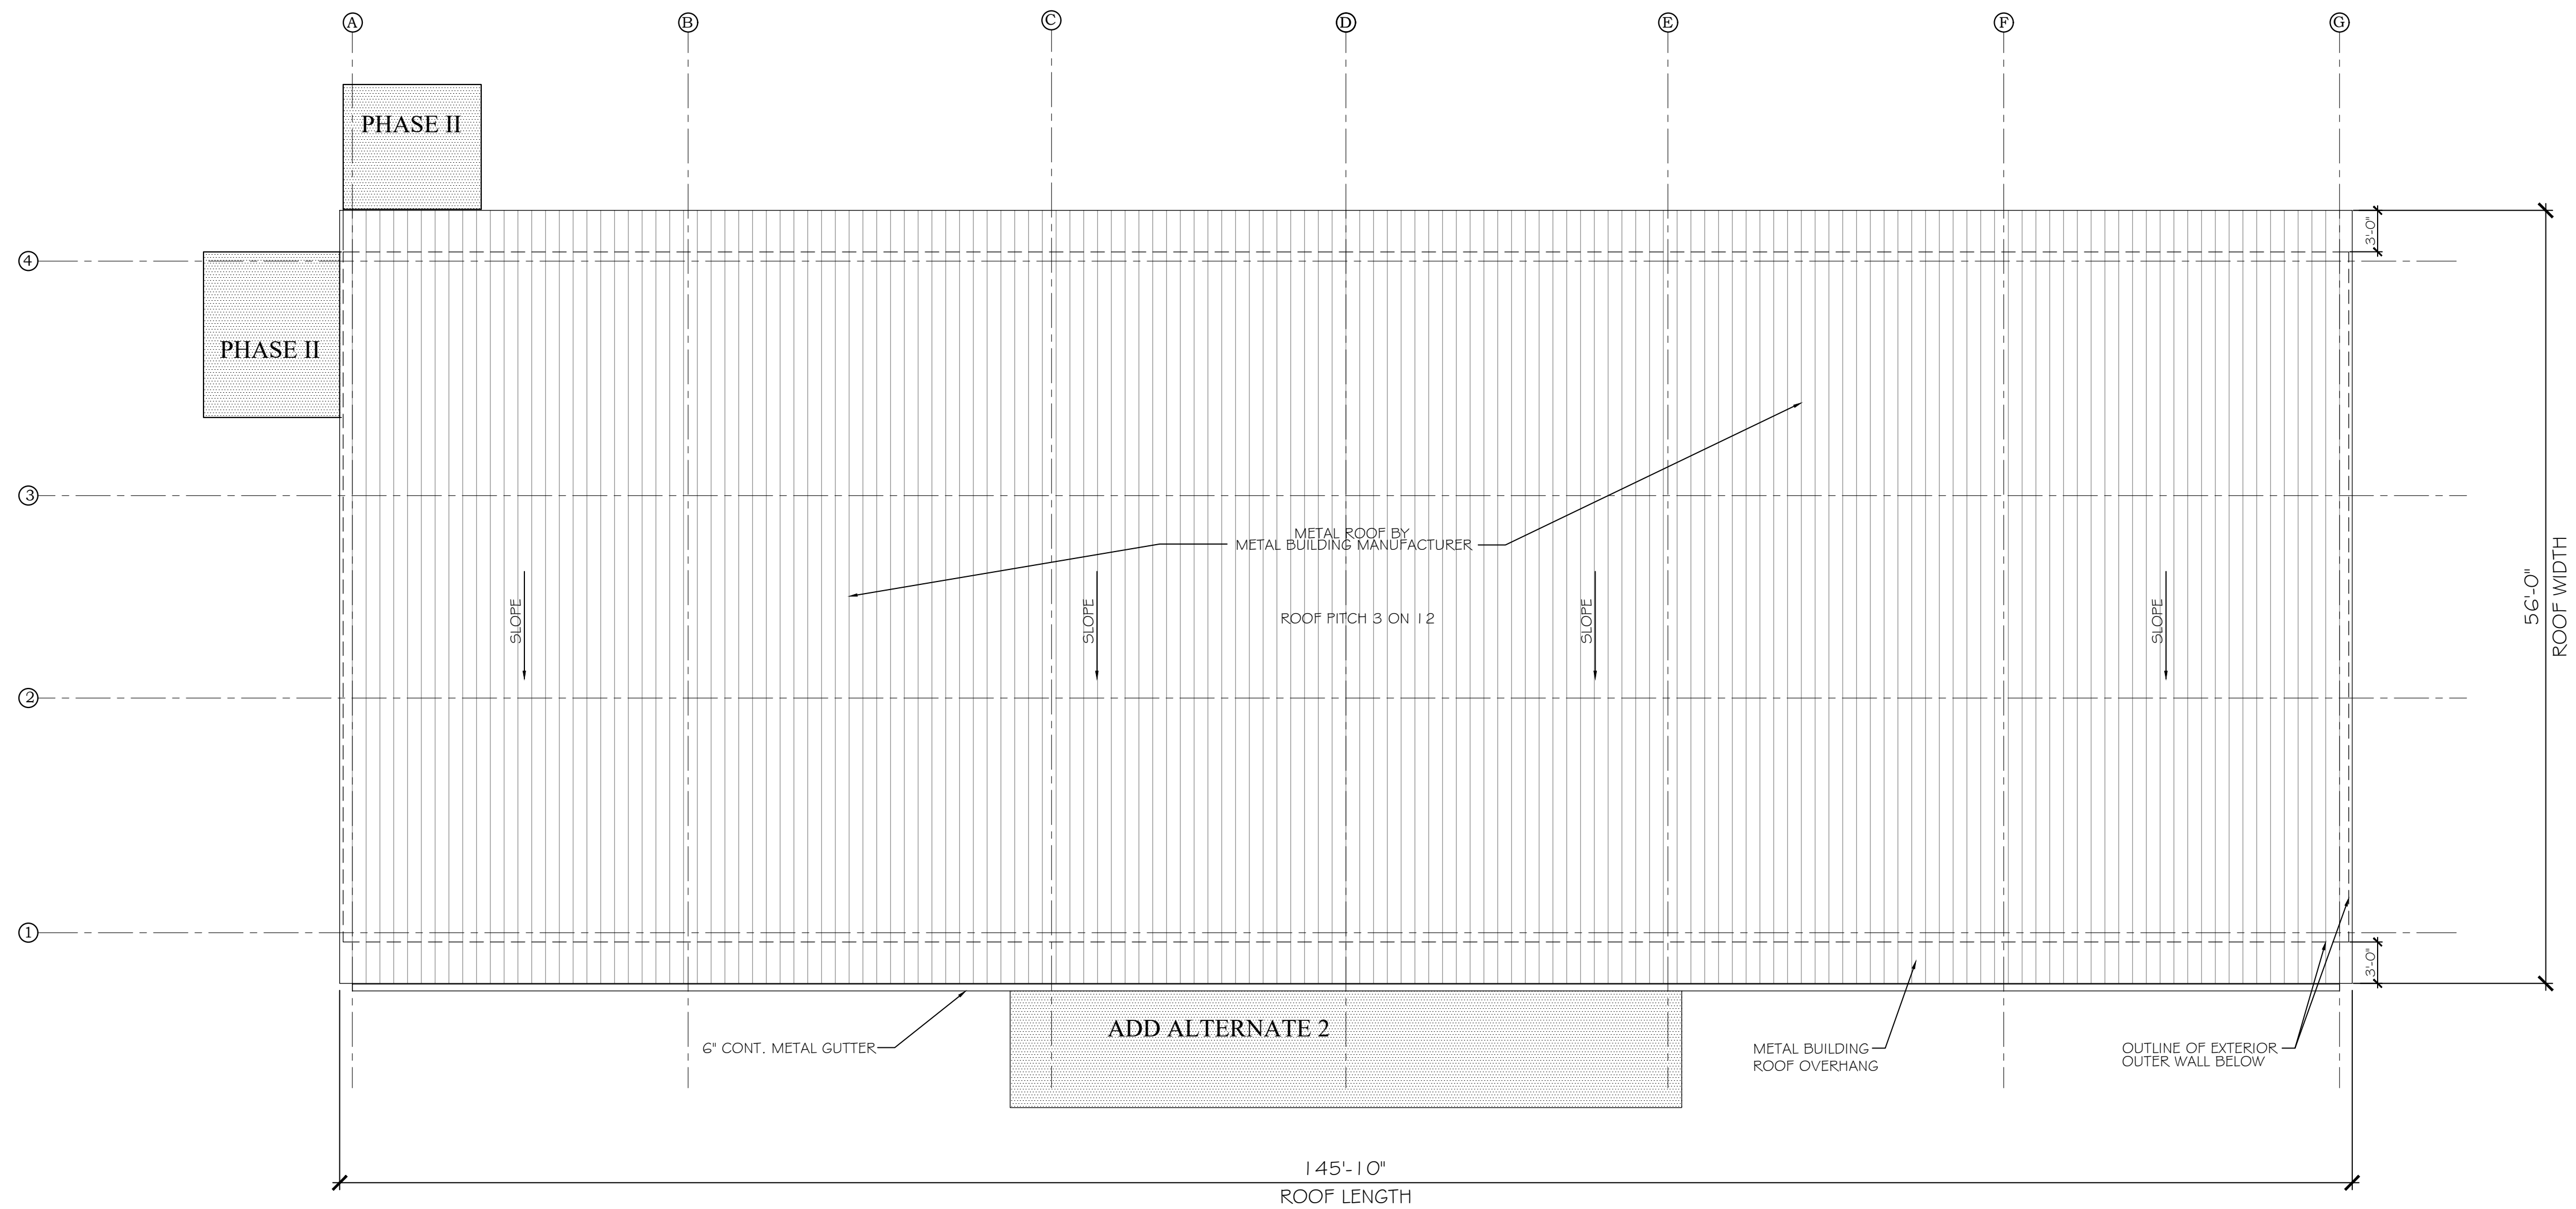 A
B
C
D
E
F
G
PHASE II
4
3'-0"
PHASE II
3
METAL ROOF BY
METAL BUILDING MANUFACTURER
56'-0"
ROOF WIDTH
SLOPE
SLOPE
ROOF PITCH 3 ON 12
SLOPE
SLOPE
2
1
3'-0"
ADD ALTERNATE 2
6" CONT. METAL GUTTER
METAL BUILDING
ROOF OVERHANG
OUTLINE OF EXTERIOR
OUTER WALL BELOW
145'-10"
ROOF LENGTH